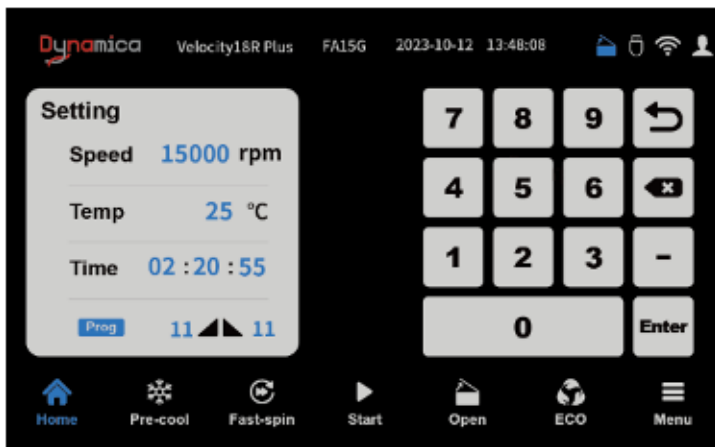 Dynamica Velocity18R Plus FA15G 2023-10-12 13:48:08
Setting
Speed 15000 rpm
Temp 25 °C
Time 02 : 20 : 55
Prog 11 11
7 8 9
4 5 6
1 2 3 -
0 Enter
Home Pre-cool Fast-spin Start Open ECO Menu